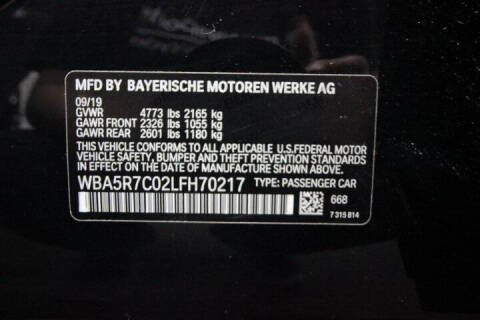 MFD BY BAYERISCHE MOTOREN WERKE AG
09/19
GVWR 4773 lbs 2165 kg
GAWR FRONT 2326 lbs 1055 kg
GAWR REAR 2601 lbs 1180 kg
THIS VEHICLE CONFORMS TO ALL APPLICABLE U.S.FEDERAL MOTOR
VEHICLE SAFETY, BUMPER AND THEFT PREVENTION STANDARDS
IN EFFECT ON THE DATE OF MANUFACTURE SHOWN ABOVE.
WBA5R7C02LFH70217 TYPE: PASSENGER CAR
668
7 315 814